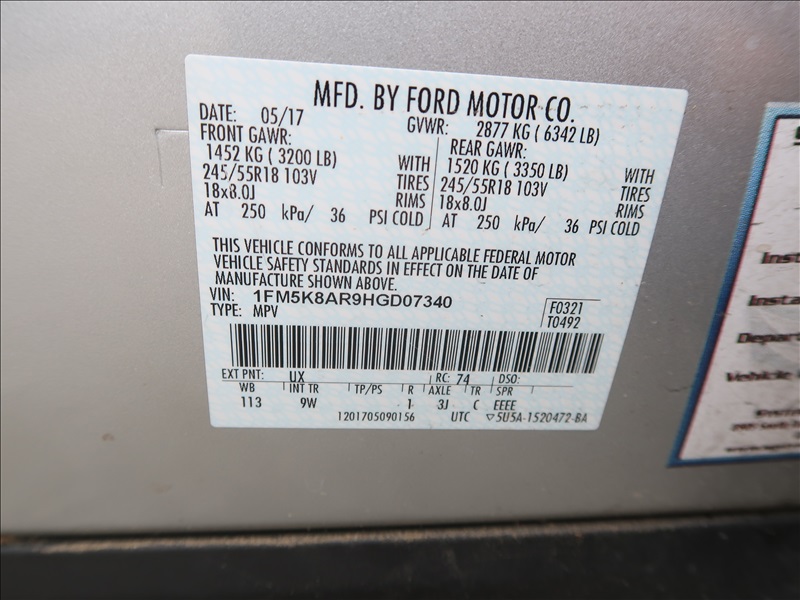 MFD. BY FORD MOTOR CO.
DATE: 05/17 GVWR: 2877 KG ( 6342 LB)
FRONT GAWR: REAR GAWR:
1452 KG ( 3200 LB) WITH 1520 KG ( 3350 LB) WITH
245/55R18 103V TIRES 245/55R18 103V TIRES
18x8.0J RIMS 18x8.0J RIMS
AT 250 kPa/ 36 PSI COLD AT 250 kPa/ 36 PSI COLD
THIS VEHICLE CONFORMS TO ALL APPLICABLE FEDERAL MOTOR
VEHICLE SAFETY STANDARDS IN EFFECT ON THE DATE OF
MANUFACTURE SHOWN ABOVE.
VIN: 1FM5K8AR9HGD07340 F0321
TYPE: MPV T0492
EXT PNT: UX RC: 74 DSO:
WB INT TR TP/PS R AXLE TR SPR
113 9W 1 3J C EEEE
1201705090156 UTC ▽5U5A-1520472-BA
Inst
Insta
Depar
Vehicle